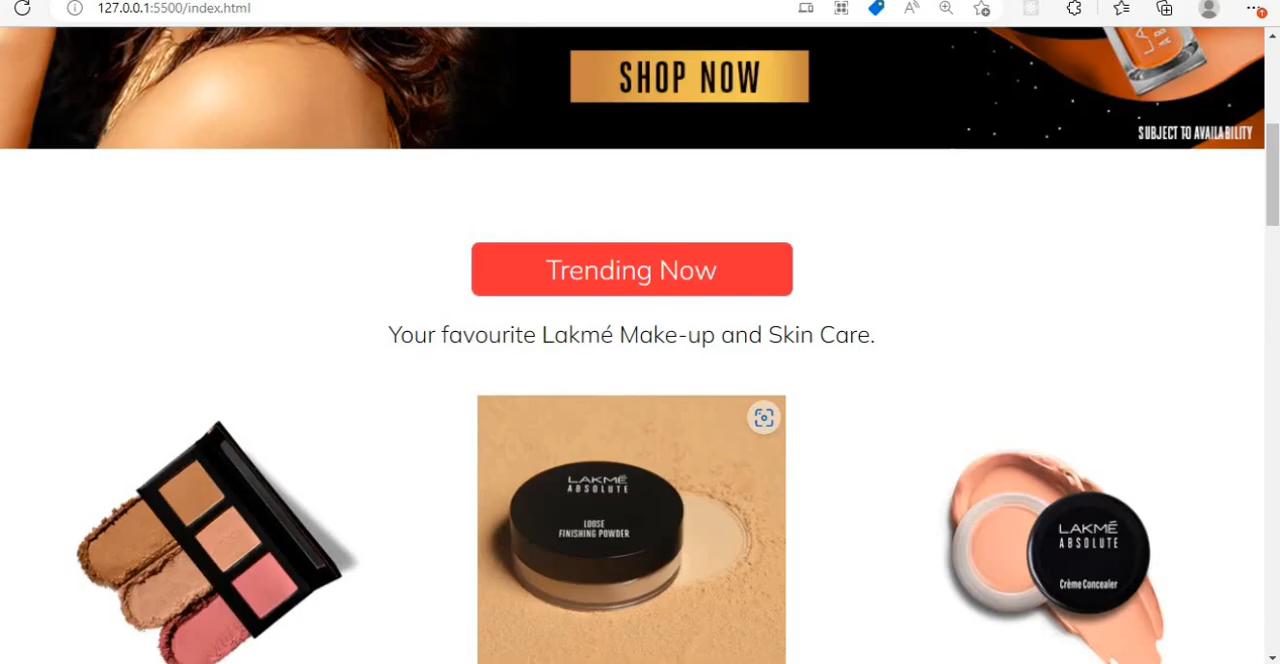 127.0.0.1:5500/index.html
SHOP NOW
SUBJECT TO AVAILABILITY
Trending Now
Your favourite Lakmé Make-up and Skin Care.
LAKMÉ
ABSOLUTE
LOOSE
FINISHING POWDER
LAKMÉ
ABSOLUTE
Crème Concealer